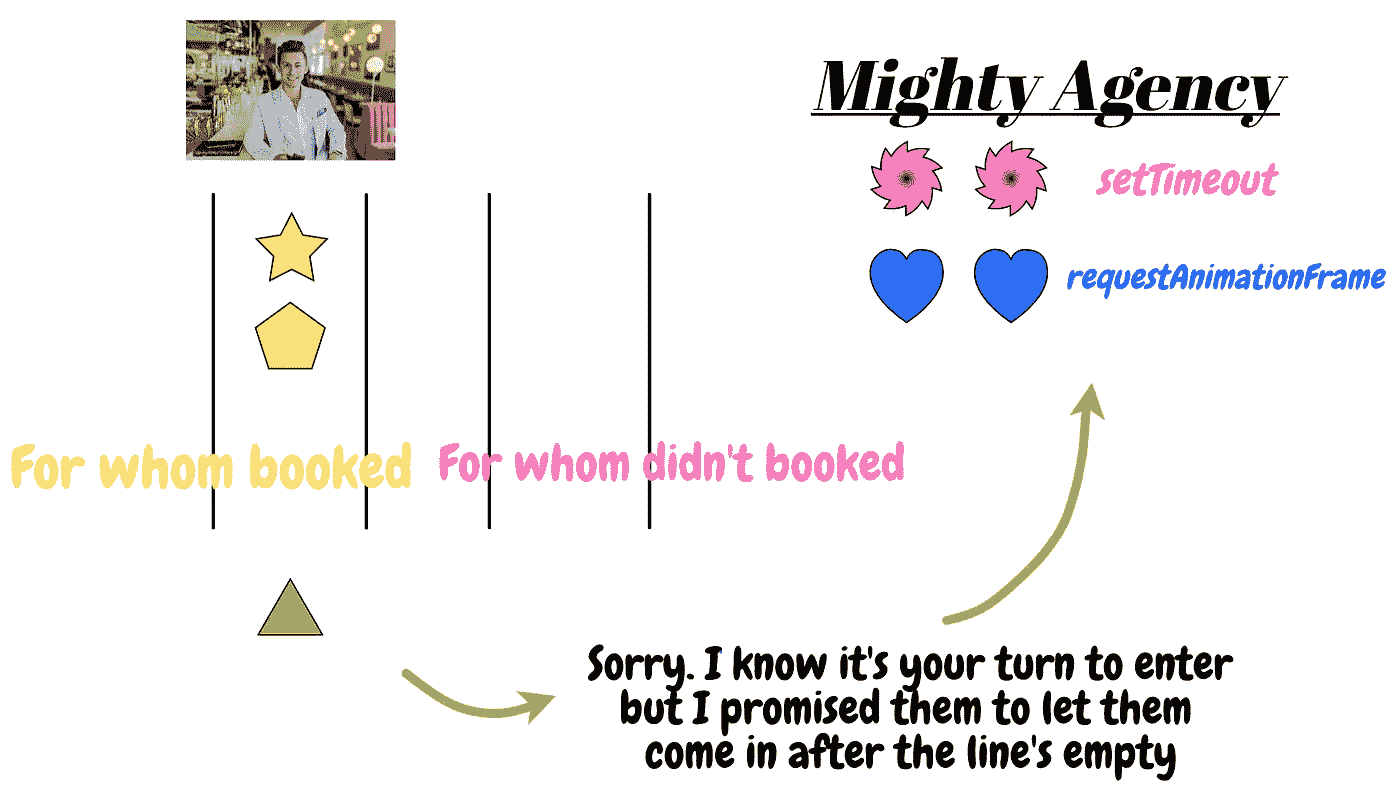 Mighty Agency
setTimeout
requestAnimationFrame
For whom booked
For whom didn't booked
Sorry. I know it's your turn to enter
but I promised them to let them
come in after the line's empty